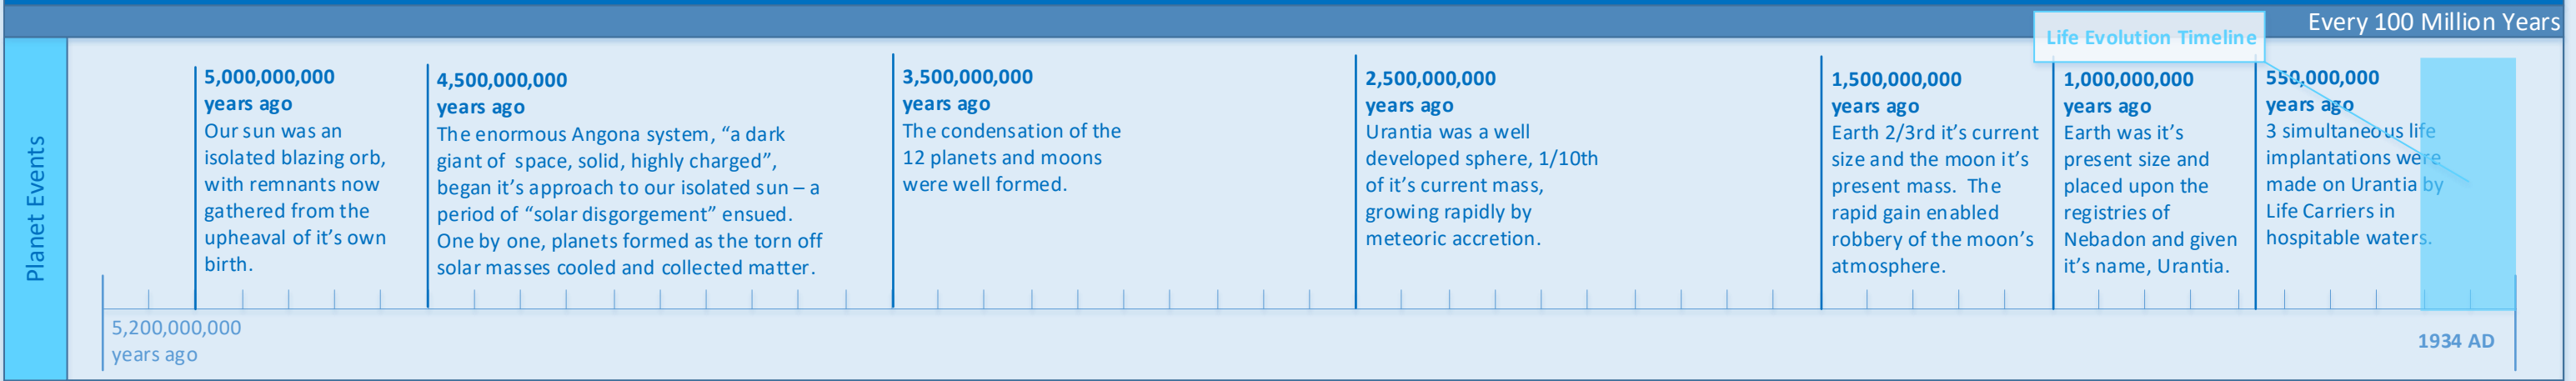 Every 100 Million Years
Life Evolution Timeline
Planet Events
5,000,000,000
years ago
Our sun was an
isolated blazing orb,
with remnants now
gathered from the
upheaval of it's own
birth.
4,500,000,000
years ago
The enormous Angona system, “a dark
giant of space, solid, highly charged”,
began it's approach to our isolated sun – a
period of “solar disgorgement” ensued.
One by one, planets formed as the torn off
solar masses cooled and collected matter.
3,500,000,000
years ago
The condensation of the
12 planets and moons
were well formed.
2,500,000,000
years ago
Urantia was a well
developed sphere, 1/10th
of it's current mass,
growing rapidly by
meteoric accretion.
1,500,000,000
years ago
Earth 2/3rd it's current
size and the moon it's
present mass. The
rapid gain enabled
robbery of the moon's
atmosphere.
1,000,000,000
years ago
Earth was it's
present size and
placed upon the
registries of
Nebadon and given
it's name, Urantia.
550,000,000
years ago
3 simultaneous life
implantations were
made on Urantia by
Life Carriers in
hospitable waters.
5,200,000,000
years ago
1934 AD